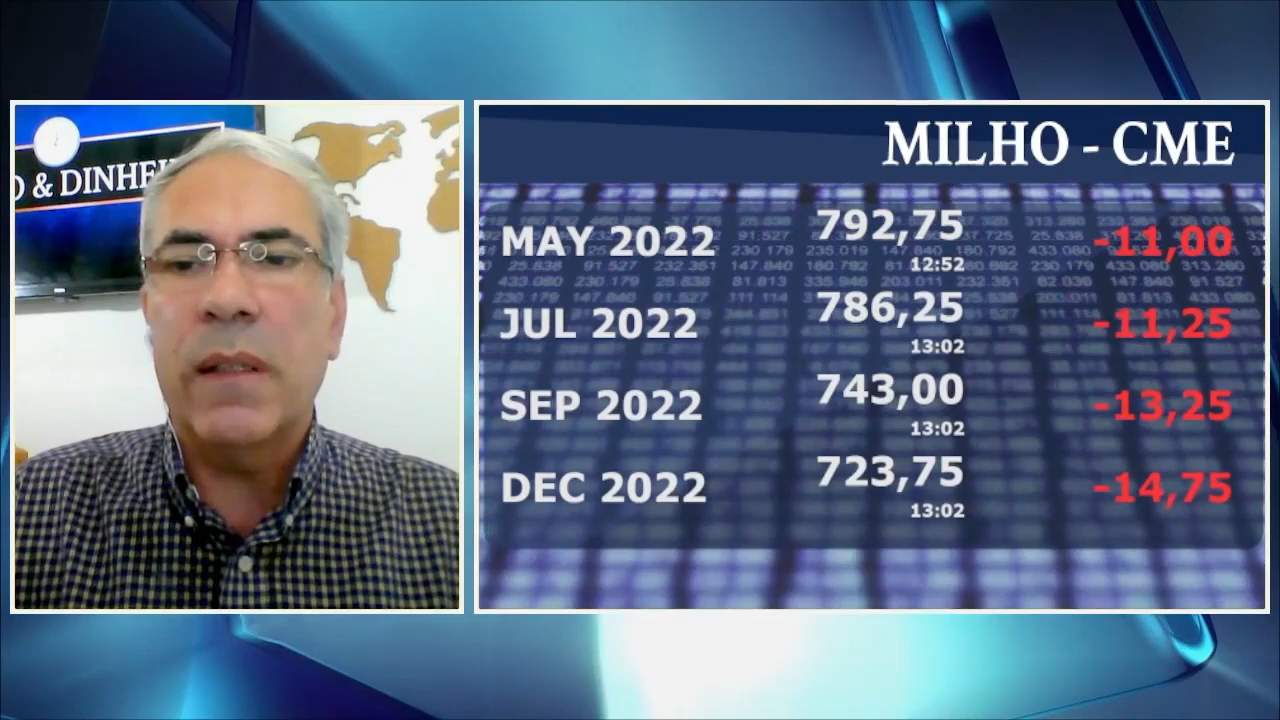 O & DINHEI
MILHO - CME
MAY 2022 792,75 -11,00
12:52
JUL 2022 786,25 -11,25
13:02
SEP 2022 743,00 -13,25
13:02
DEC 2022 723,75 -14,75
13:02